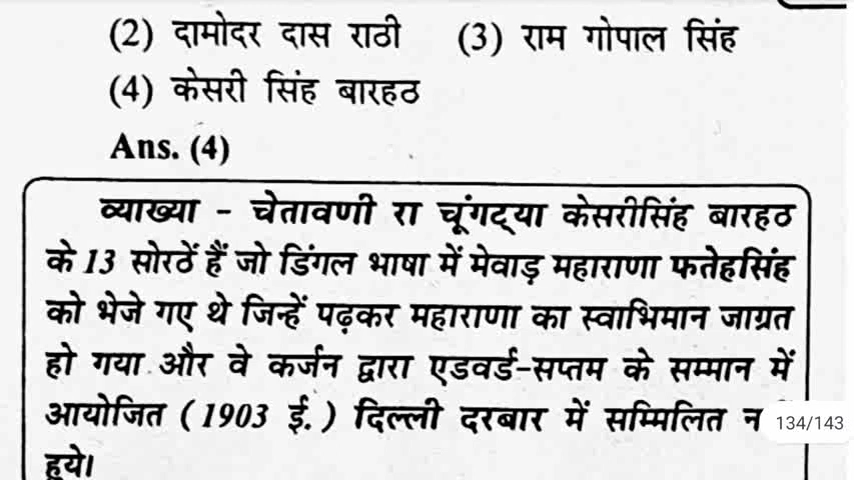 (2) दामोदर दास राठी (3) राम गोपाल सिंह
(4) केसरी सिंह बारहठ
Ans. (4)
व्याख्या - चेतावणी रा चूंगट्या केसरीसिंह बारहठ
के 13 सोरठें हैं जो डिंगल भाषा में मेवाड़ महाराणा फतेहसिंह
को भेजे गए थे जिन्हें पढ़कर महाराणा का स्वाभिमान जाग्रत
हो गया और वे कर्जन द्वारा एडवर्ड-सप्तम के सम्मान में
आयोजित (1903 ई.) दिल्ली दरबार में सम्मिलित
134/143
हुये।